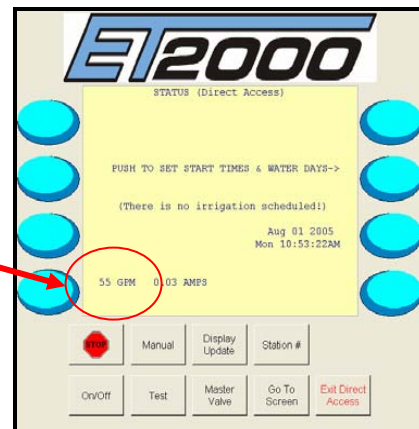 ET2000
STATUS (Direct Access)
PUSH TO SET START TIMES & WATER DAYS->
(There is no irrigation scheduled!)
Aug 01 2005
Mon 10:53:22AM
55 GPM 0.03 AMPS
STOP
Manual
Display
Update
Station #
On/Off
Test
Master
Valve
Go To
Screen
Exit Direct
Access